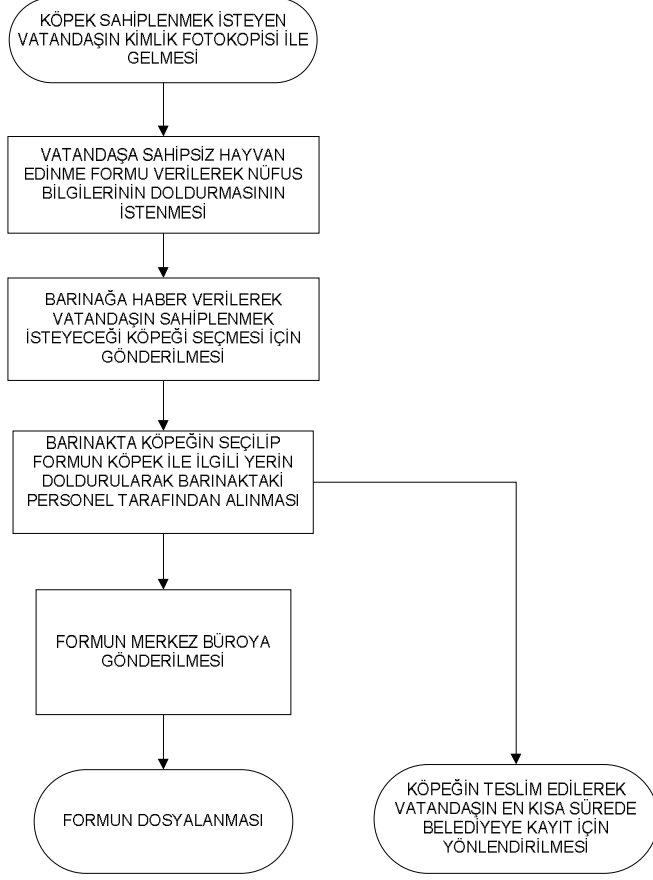 KÖPEK SAHİPLENMEK İSTEYEN
VATANDAŞIN KİMLİK FOTOKOPİSİ İLE
GELMESİ
VATANDAŞA SAHİPSİZ HAYVAN
EDİNME FORMU VERİLEREK NÜFUS
BİLGİLERİNİN DOLDURMASININ
İSTENMESİ
BARINAĞA HABER VERİLEREK
VATANDAŞIN SAHİPLENMEK
İSTEYECEĞİ KÖPEĞİ SEÇMESİ İÇİN
GÖNDERİLMESİ
BARINAKTA KÖPEĞİN SEÇİLİP
FORMUN KÖPEK İLE İLGİLİ YERİN
DOLDURULARAK BARINAKTAKİ
PERSONEL TARAFINDAN ALINMASI
FORMUN MERKEZ BÜROYA
GÖNDERİLMESİ
FORMUN DOSYALANMASI
KÖPEĞİN TESLİM EDİLEREK
VATANDAŞIN EN KISA SÜREDE
BELEDİYEYE KAYIT İÇİN
YÖNLENDİRİLMESİ